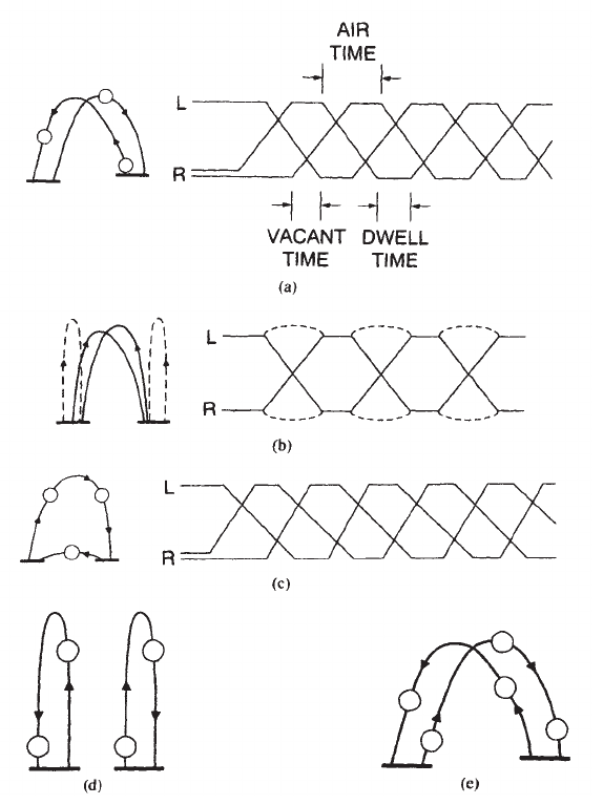 AIR
TIME
L
R
VACANT
TIME
DWELL
TIME
(a)
L
R
(b)
L
R
(c)
(d)
(e)